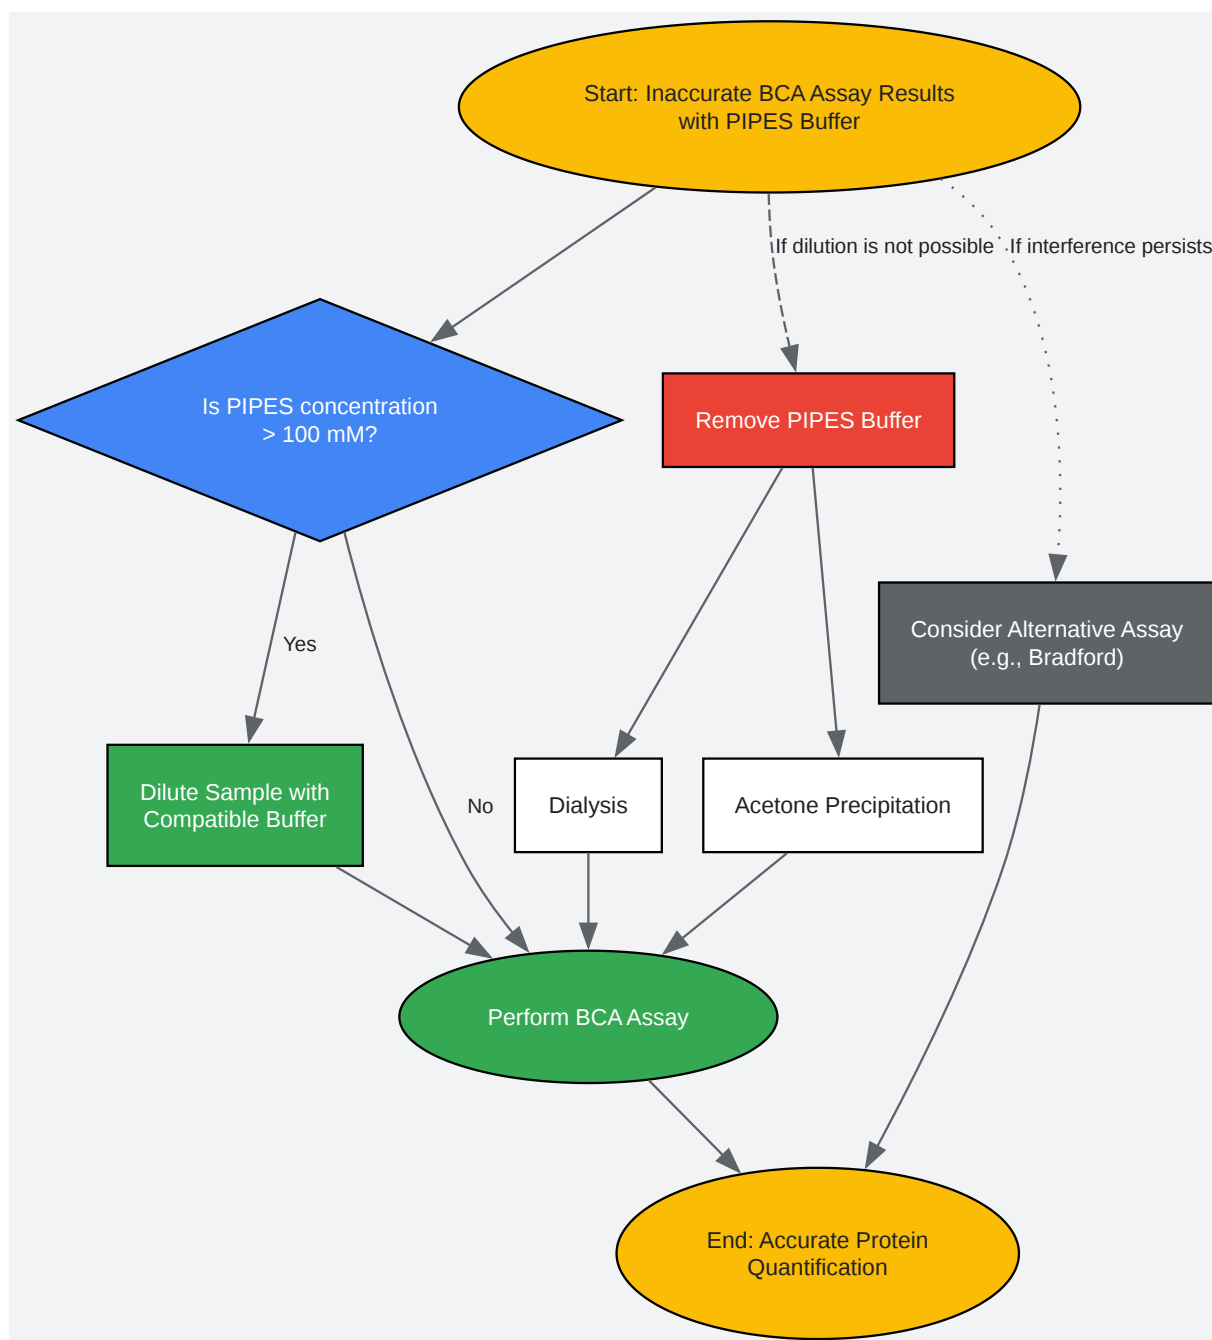 Start: Inaccurate BCA Assay Results
with PIPES Buffer
If dilution is not possible
If interference persists
Is PIPES concentration
> 100 mM?
Remove PIPES Buffer
Consider Alternative Assay
(e.g., Bradford)
Yes
Dilute Sample with
Compatible Buffer
No
Dialysis
Acetone Precipitation
Perform BCA Assay
End: Accurate Protein
Quantification